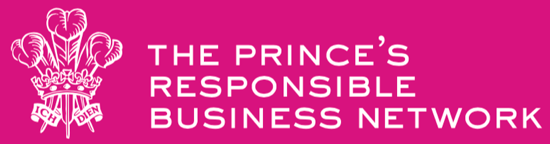 THE PRINCE'S
RESPONSIBLE
BUSINESS NETWORK
ICH DIEN